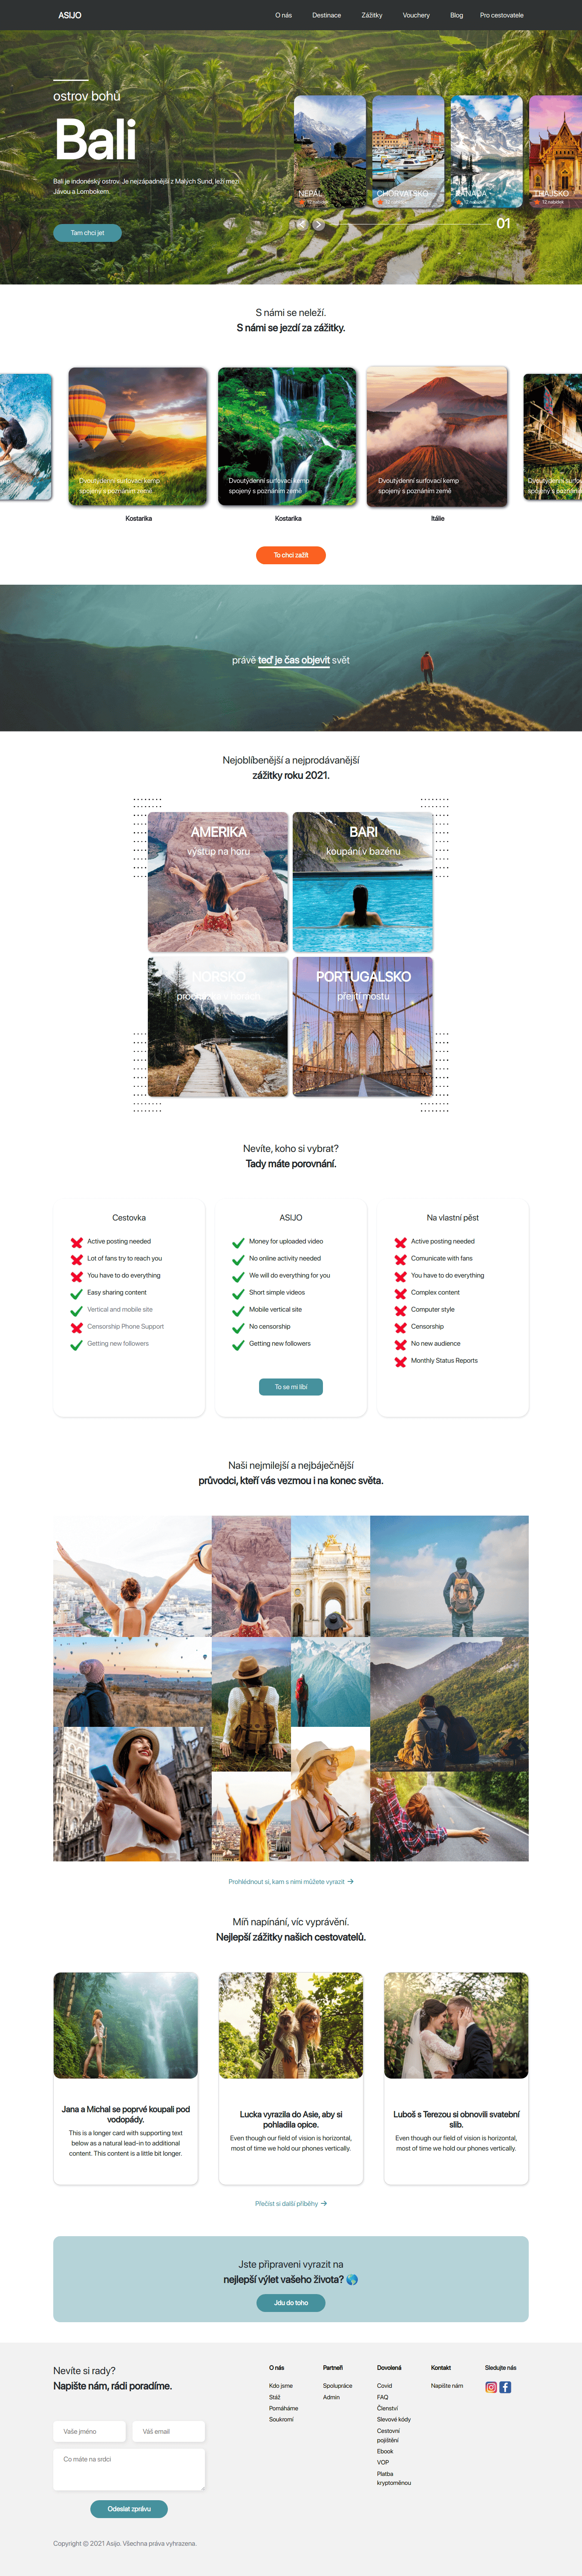 ASIJO
O nás
Destinace
Zážitky
Vouchery
Blog
Pro cestovatele
ostrov bohů
Bali
Bali je indonéský ostrov. Je nejzápadnější z Malých Sund, leží mezi
Jávou a Lombokem.
Tam chci jet
NEPÁL
12 nabídek
CHORVATSKO
12 nabídek
KANADA
12 nabídek
THAJSKO
12 nabídek
01
S námi se neleží.
S námi se jezdí za zážitky.
Dvoutýdenní surfovací kemp
spojený s poznáním země
Kostarika
Dvoutýdenní surfovací kemp
spojený s poznáním země
Kostarika
Dvoutýdenní surfovací kemp
spojený s poznáním země
Itálie
To chci zažít
právě teď je čas objevit svět
Nejoblíbenější a nejprodávanější
zážitky roku 2021.
AMERIKA
výstup na horu
BARI
koupání v bazénu
NORSKO
PORTUGALSKO
přejití mostu
Nevíte, koho si vybrat?
Tady máte porovnání.
Cestovka
Active posting needed
Lot of fans try to reach you
You have to do everything
Easy sharing content
Vertical and mobile site
Censorship Phone Support
Getting new followers
ASIJO
Money for uploaded video
No online activity needed
We will do everything for you
Short simple videos
Mobile vertical site
No censorship
Getting new followers
To se mi líbí
Na vlastní pěst
Active posting needed
Comunicate with fans
You have to do everything
Complex content
Computer style
Censorship
No new audience
Monthly Status Reports
Naši nejmilejší a nejbáječnější
průvodci, kteří vás vezmou i na konec světa.
Prohlédnout si, kam s nimi můžete vyrazit →
Míň napínání, víc vyprávění.
Nejlepší zážitky našich cestovatelů.
Jana a Michal se poprvé koupali pod
vodopády.
This is a longer card with supporting text
below as a natural lead-in to additional
content. This content is a little bit longer.
Lucka vyrazila do Asie, aby si
pohladila opice.
Even though our field of vision is horizontal,
most of time we hold our phones vertically.
Luboš s Terezou si obnovili svatební
slib.
Even though our field of vision is horizontal,
most of time we hold our phones vertically.
Přečíst si další příběhy →
Jste připraveni vyrazit na
nejlepší výlet vašeho života? 🌎
Jdu do toho
Nevíte si rady?
Napište nám, rádi poradíme.
Vaše jméno
Váš email
Co máte na srdci
Odeslat zprávu
O nás
Kdo jsme
Stáž
Pomáháme
Soukromí
Partneři
Spolupráce
Admin
Dovolená
Covid
FAQ
Členství
Slevové kódy
Cestovní
pojištění
Ebook
VOP
Platba
kryptoměnou
Kontakt
Napište nám
Sledujte nás
Copyright © 2021 Asijo. Všechna práva vyhrazena.